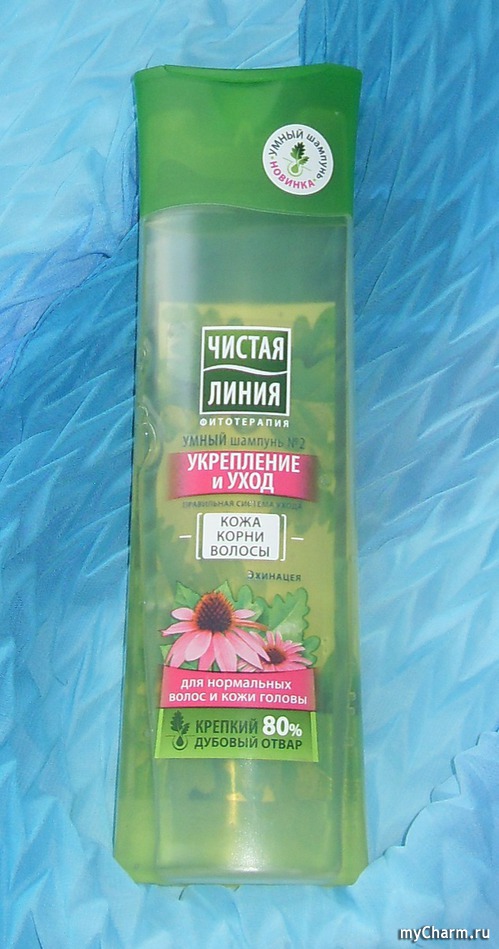 УМНЫЙ шампунь
НОВИНКА
ЧИСТАЯ
ЛИНИЯ
ФИТОТЕРАПИЯ
УМНЫЙ шампунь №2
УКРЕПЛЕНИЕ
и УХОД
ПРАВИЛЬНАЯ СИСТЕМА УХОДА
КОЖА
КОРНИ
ВОЛОСЫ
Эхинацея
для нормальных
волос и кожи головы
КРЕПКИЙ 80%
ДУБОВЫЙ ОТВАР
myCharm.ru